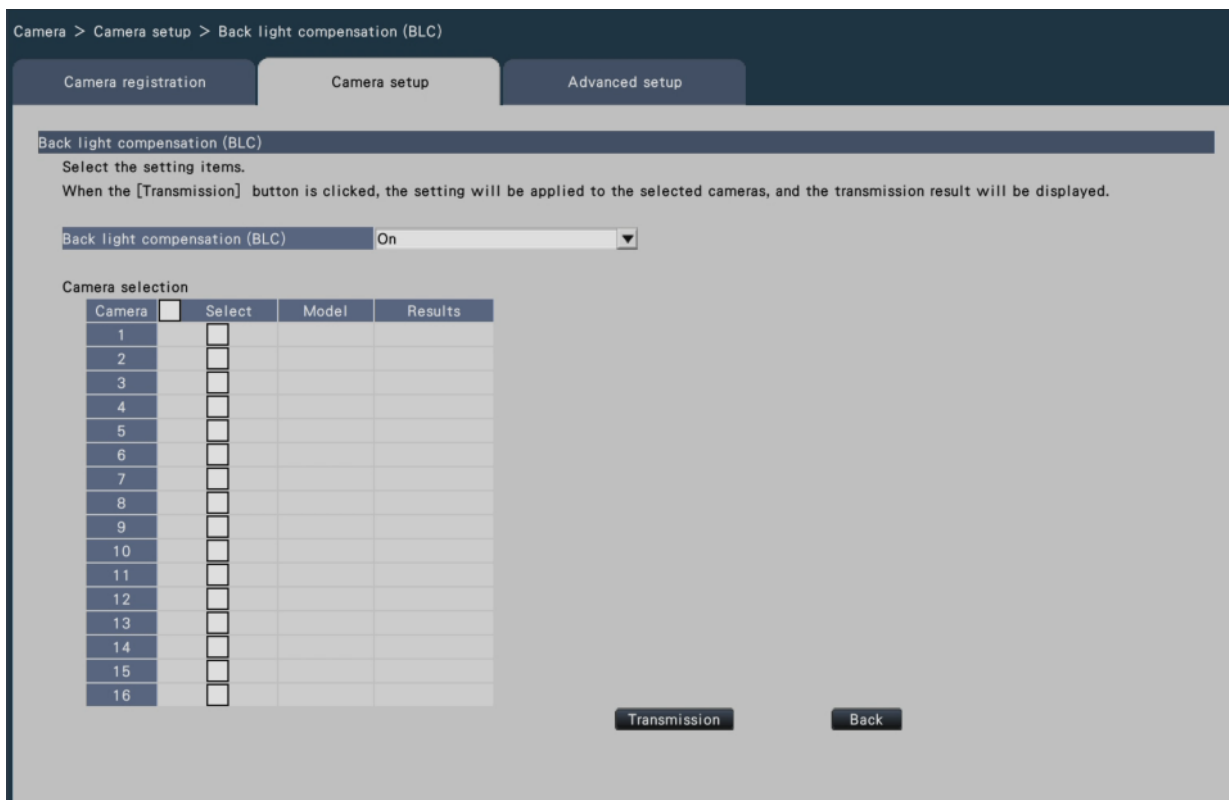 Camera > Camera setup > Back light compensation (BLC)
Camera registration
Camera setup
Advanced setup
Back light compensation (BLC)
Select the setting items.
When the [Transmission] button is clicked, the setting will be applied to the selected cameras, and the transmission result will be displayed.
Back light compensation (BLC) On
Camera selection
Camera Select Model Results
1
2
3
4
5
6
7
8
9
10
11
12
13
14
15
16
Transmission Back